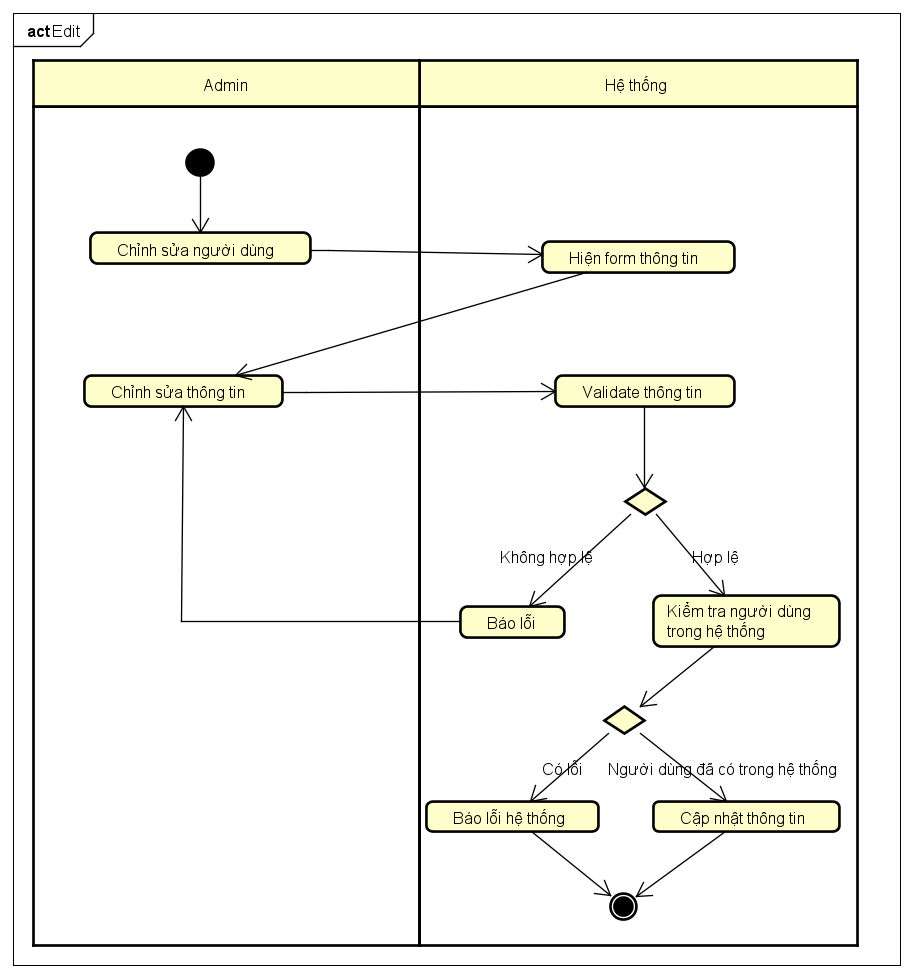 actEdit
Admin
Hệ thống
Chỉnh sửa người dùng
Hiện form thông tin
Chỉnh sửa thông tin
Validate thông tin
Không hợp lệ
Hợp lệ
Báo lỗi
Kiểm tra người dùng
trong hệ thống
Có lỗi
Người dùng đã có trong hệ thống
Báo lỗi hệ thống
Cập nhật thông tin